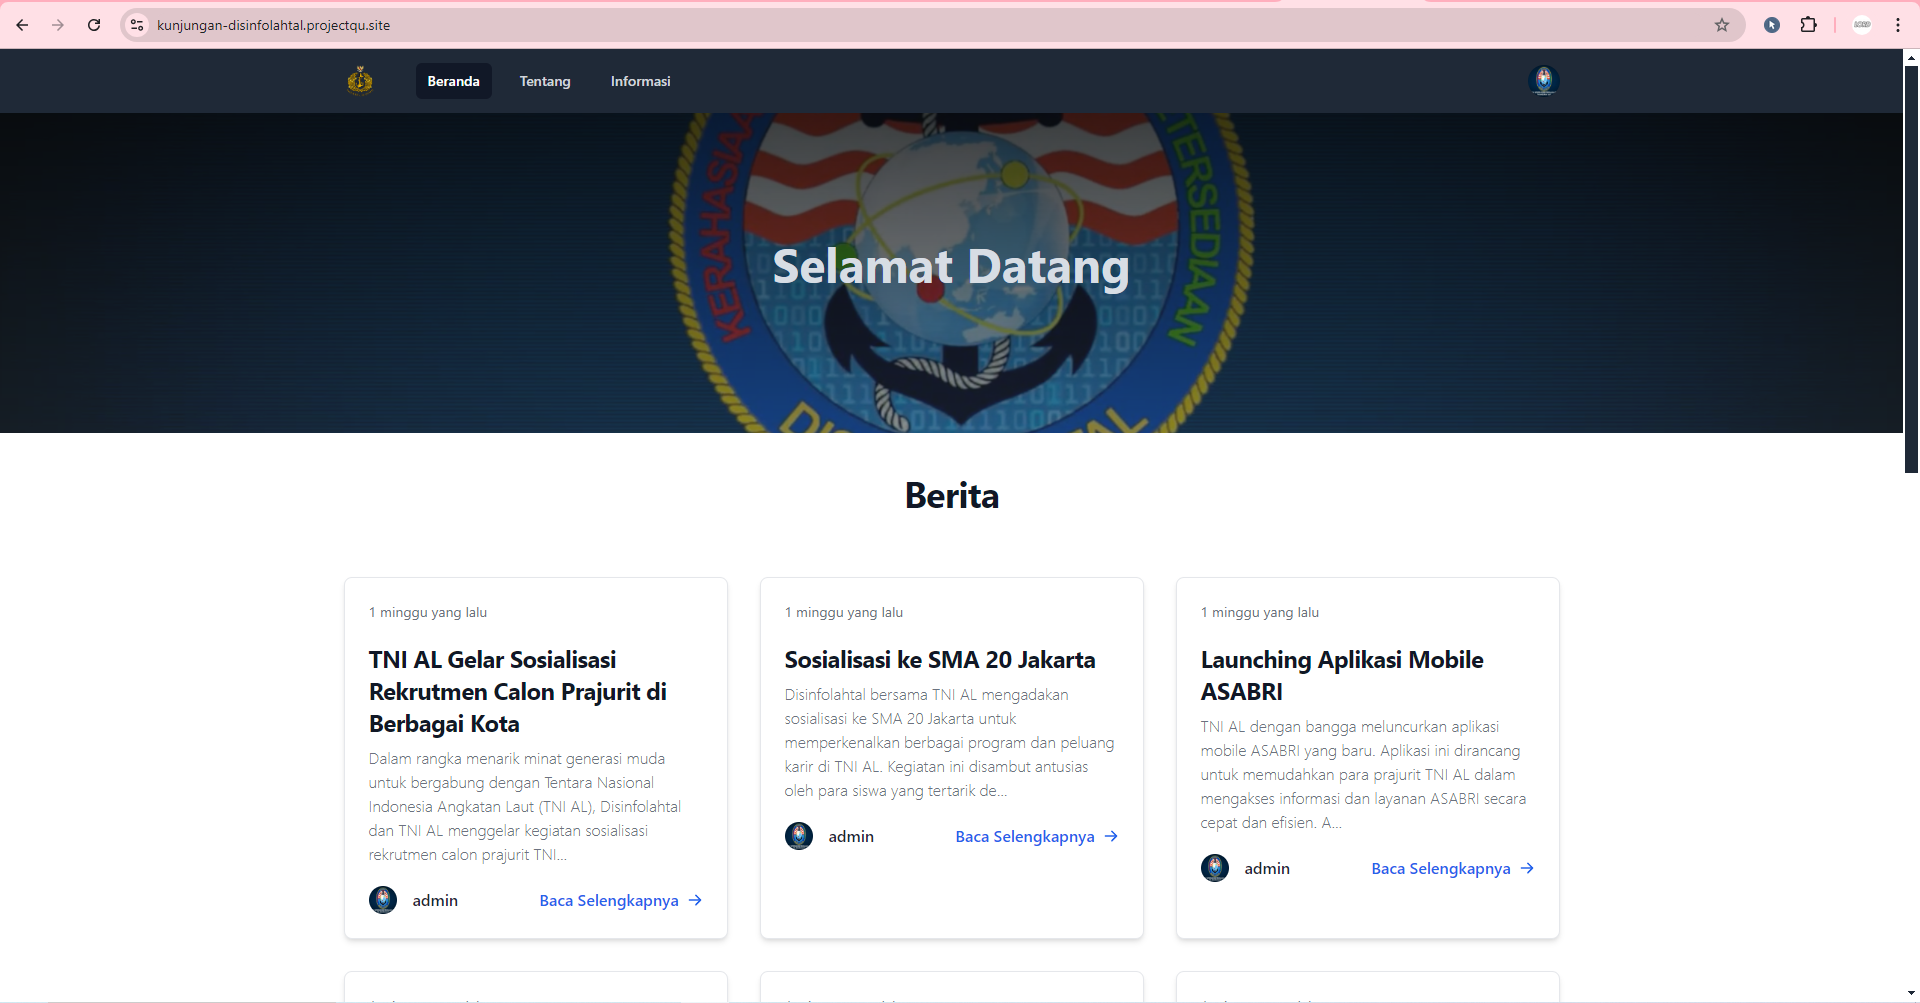 kunjungan-disinfolahtal.projectqu.site
Beranda
Tentang
Informasi
KERAHASIAA
TERSEDIAAN
Selamat Datang
Berita
1 minggu yang lalu
TNI AL Gelar Sosialisasi
Rekrutmen Calon Prajurit di
Berbagai Kota
Dalam rangka menarik minat generasi muda
untuk bergabung dengan Tentara Nasional
Indonesia Angkatan Laut (TNI AL), Disinfolahtal
dan TNI AL menggelar kegiatan sosialisasi
rekrutmen calon prajurit TNI...
admin
Baca Selengkapnya →
1 minggu yang lalu
Sosialisasi ke SMA 20 Jakarta
Disinfolahtal bersama TNI AL mengadakan
sosialisasi ke SMA 20 Jakarta untuk
memperkenalkan berbagai program dan peluang
karir di TNI AL. Kegiatan ini disambut antusias
oleh para siswa yang tertarik de...
admin
Baca Selengkapnya →
1 minggu yang lalu
Launching Aplikasi Mobile
ASABRI
TNI AL dengan bangga meluncurkan aplikasi
mobile ASABRI yang baru. Aplikasi ini dirancang
untuk memudahkan para prajurit TNI AL dalam
mengakses informasi dan layanan ASABRI secara
cepat dan efisien. A...
admin
Baca Selengkapnya →